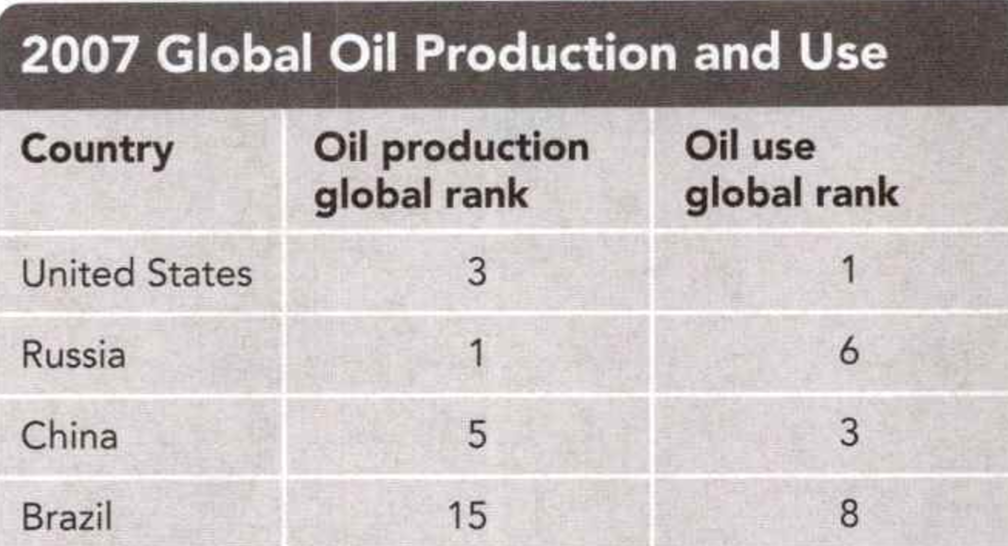 2007 Global Oil Production and Use
Country Oil production global rank Oil use global rank
United States 3 1
Russia 1 6
China 5 3
Brazil 15 8